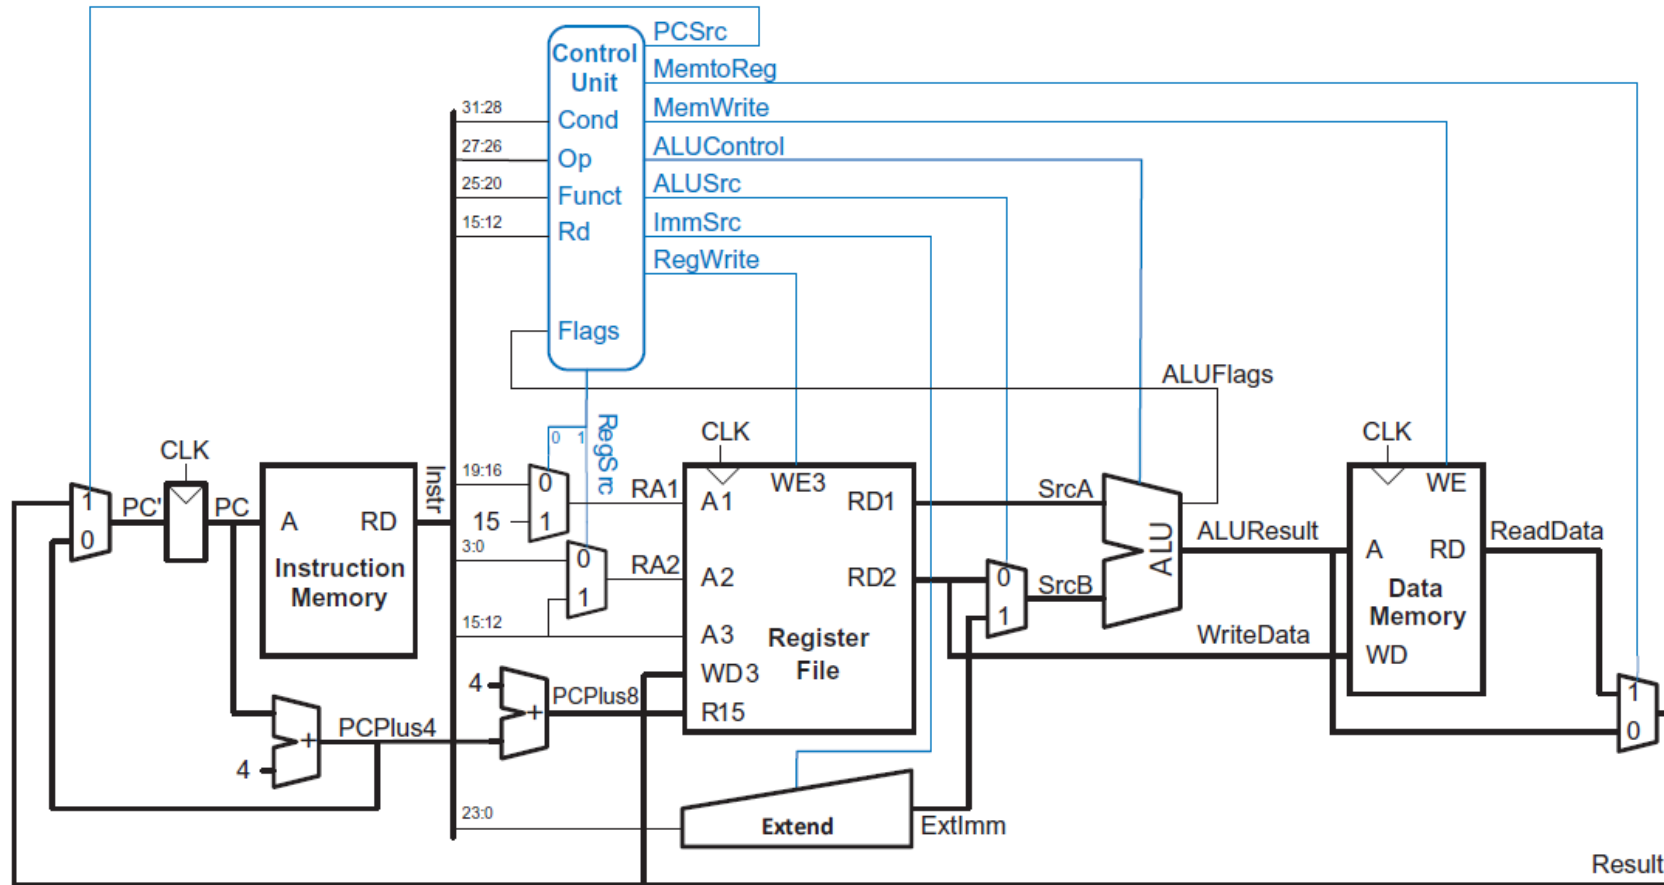 PCSrc
Control
Unit
MemtoReg
31:28
Cond
MemWrite
27:26
Op
ALUControl
25:20
Funct
ALUSrc
15:12
Rd
ImmSrc
RegWrite
Flags
ALUFlags
RegSrc
0 1
CLK
CLK
CLK
19:16
0
RA1
A1
WE3
RD1
SrcA
WE
1
PC'
PC
Instr
15
1
0
A
RD
Instruction
Memory
3:0
0
RA2
A2
RD2
0
SrcB
ALU
ALUResult
A
RD
ReadData
Data
Memory
1
1
15:12
A3
Register
File
WriteData
WD
4
WD3
PCPlus8
+
R15
1
0
PCPlus4
+
4
23:0
Extend
ExtImm
Result